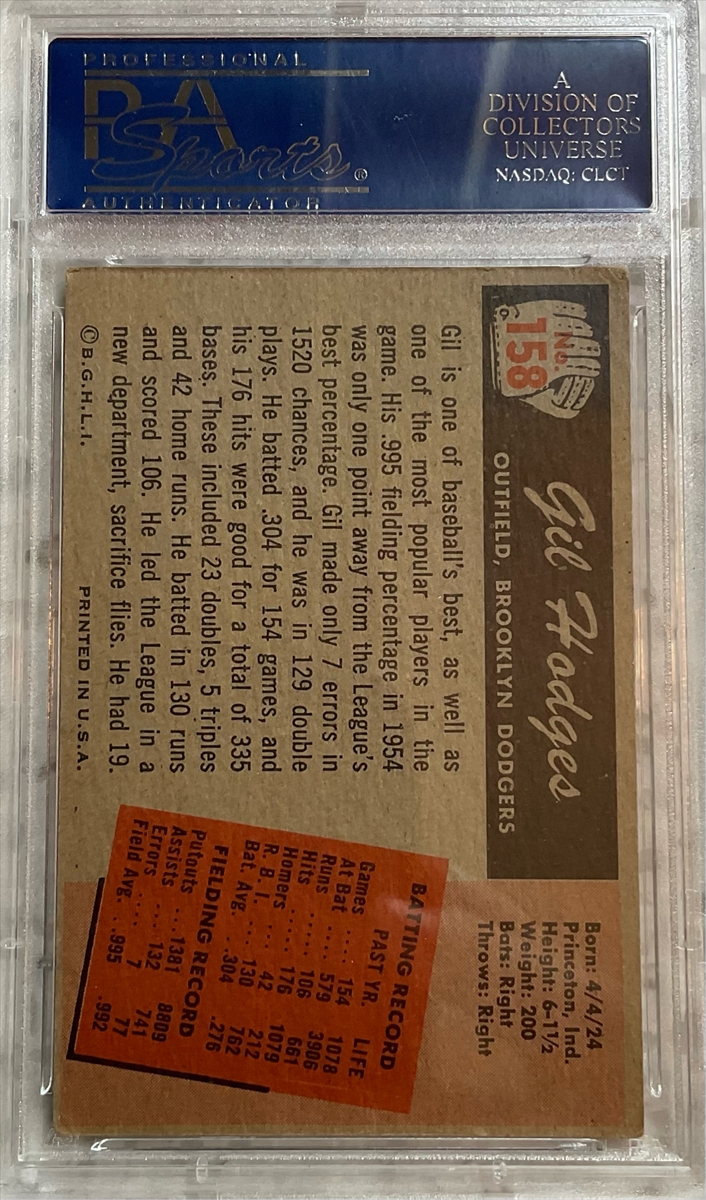 PROFESSIONAL
PSA
Sports ®
AUTHENTICATOR
A
DIVISION OF
COLLECTORS
UNIVERSE
NASDAQ: CLCT
No.
158
Gil Hodges
OUTFIELD, BROOKLYN DODGERS
Born: 4/4/24
Princeton, Ind.
Height: 6-11½
Weight: 200
Bats: Right
Throws: Right
Gil is one of baseball's best, as well as
one of the most popular players in the
game. His .995 fielding percentage in 1954
was only one point away from the League's
best percentage. Gil made only 7 errors in
1520 chances, and he was in 129 double
plays. He batted .304 for 154 games, and
his 176 hits were good for a total of 335
bases. These included 23 doubles, 5 triples
and 42 home runs. He batted in 130 runs
and scored 106. He led the League in a
new department, sacrifice flies. He had 19.
©B.G.H.L.I. PRINTED IN U.S.A.
BATTING RECORD
PAST YR. LIFE
Games .... 154 1078
At Bat .... 579 3906
Runs ..... 106 661
Hits ..... 176 1079
Homers .... 42 212
R. B. I. ... 130 762
Bat. Avg. .. .304 .276
FIELDING RECORD
Putouts ... 1381 8809
Assists ... 132 741
Errors .... 7 77
Field Avg. .. .995 .992